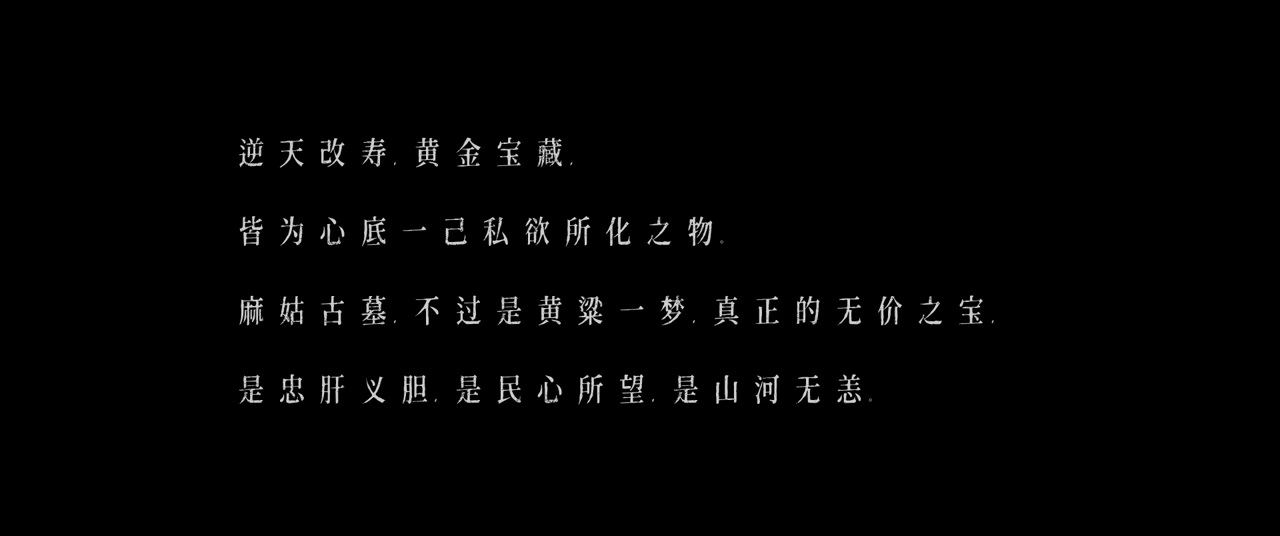 逆天改寿，黄金宝藏，
皆为心底一己私欲所化之物。
麻姑古墓，不过是黄粱一梦，真正的无价之宝，
是忠肝义胆，是民心所望，是山河无恙。